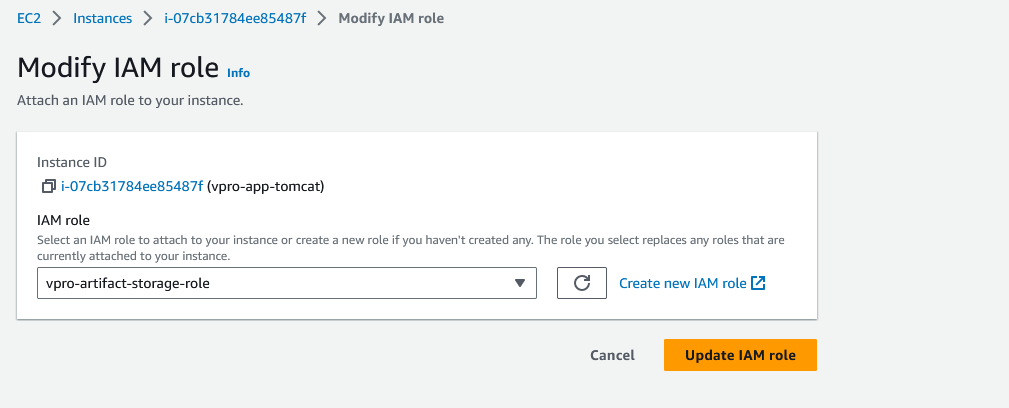 EC2 > Instances > i-07cb31784ee85487f > Modify IAM role
Modify IAM role Info
Attach an IAM role to your instance.
Instance ID
i-07cb31784ee85487f (vpro-app-tomcat)
IAM role
Select an IAM role to attach to your instance or create a new role if you haven't created any. The role you select replaces any roles that are
currently attached to your instance.
vpro-artifact-storage-role
Create new IAM role
Cancel
Update IAM role